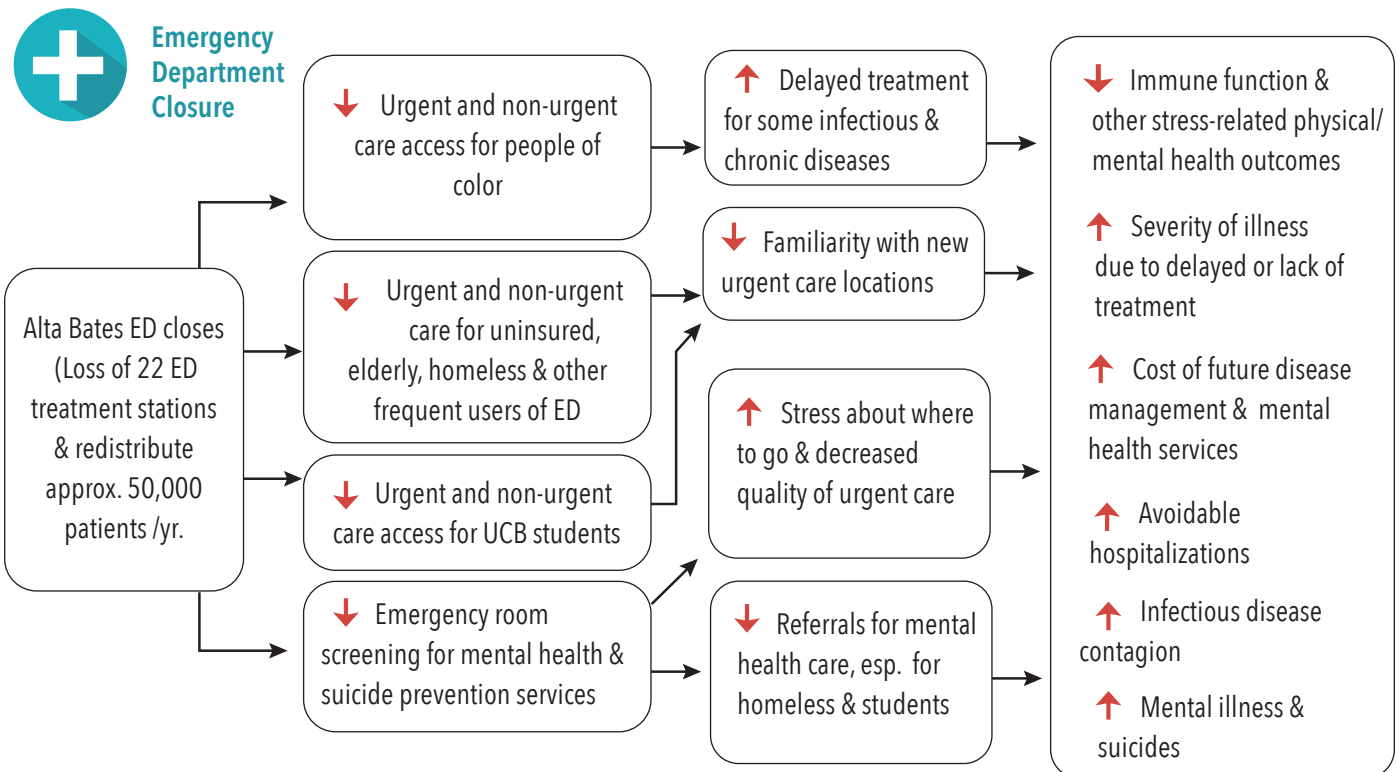 Emergency
Department
Closure
Alta Bates ED closes
(Loss of 22 ED
treatment stations
& redistribute
approx. 50,000
patients /yr.
Urgent and non-urgent
care access for people of
color
Urgent and non-urgent
care for uninsured,
elderly, homeless & other
frequent users of ED
Urgent and non-urgent
care access for UCB students
Emergency room
screening for mental health &
suicide prevention services
Delayed treatment
for some infectious &
chronic diseases
Familiarity with new
urgent care locations
Stress about where
to go & decreased
quality of urgent care
Referrals for mental
health care, esp. for
homeless & students
Immune function &
other stress-related physical/
mental health outcomes
Severity of illness
due to delayed or lack of
treatment
Cost of future disease
management & mental
health services
Avoidable
hospitalizations
Infectious disease
contagion
Mental illness &
suicides